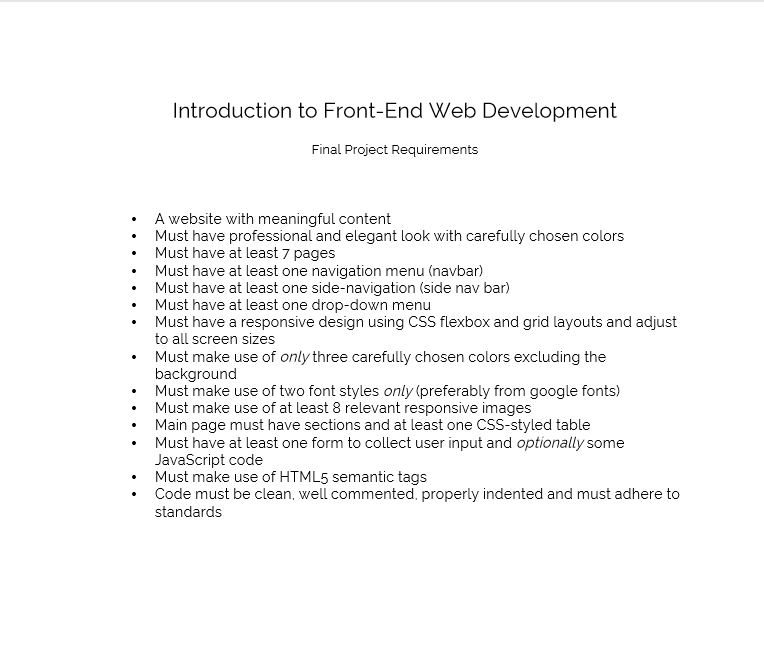 Introduction to Front-End Web Development
Final Project Requirements
• A website with meaningful content
• Must have professional and elegant look with carefully chosen colors
• Must have at least 7 pages
• Must have at least one navigation menu (navbar)
• Must have at least one side-navigation (side nav bar)
• Must have at least one drop-down menu
• Must have a responsive design using CSS flexbox and grid layouts and adjust
to all screen sizes
• Must make use of only three carefully chosen colors excluding the
background
• Must make use of two font styles only (preferably from google fonts)
• Must make use of at least 8 relevant responsive images
• Main page must have sections and at least one CSS-styled table
• Must have at least one form to collect user input and optionally some
JavaScript code
• Must make use of HTML5 semantic tags
• Code must be clean, well commented, properly indented and must adhere to
standards